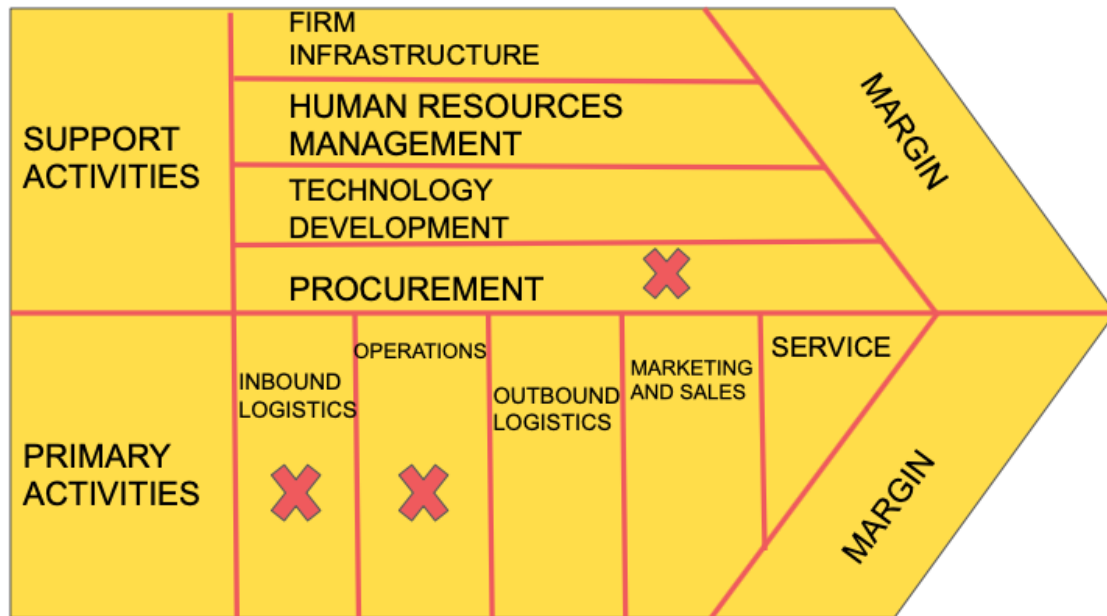 FIRM
INFRASTRUCTURE
HUMAN RESOURCES
MANAGEMENT
SUPPORT
ACTIVITIES
TECHNOLOGY
DEVELOPMENT
PROCUREMENT
MARGIN
PRIMARY
ACTIVITIES
INBOUND
LOGISTICS
OPERATIONS
OUTBOUND
LOGISTICS
MARKETING
AND SALES
SERVICE
MARGIN